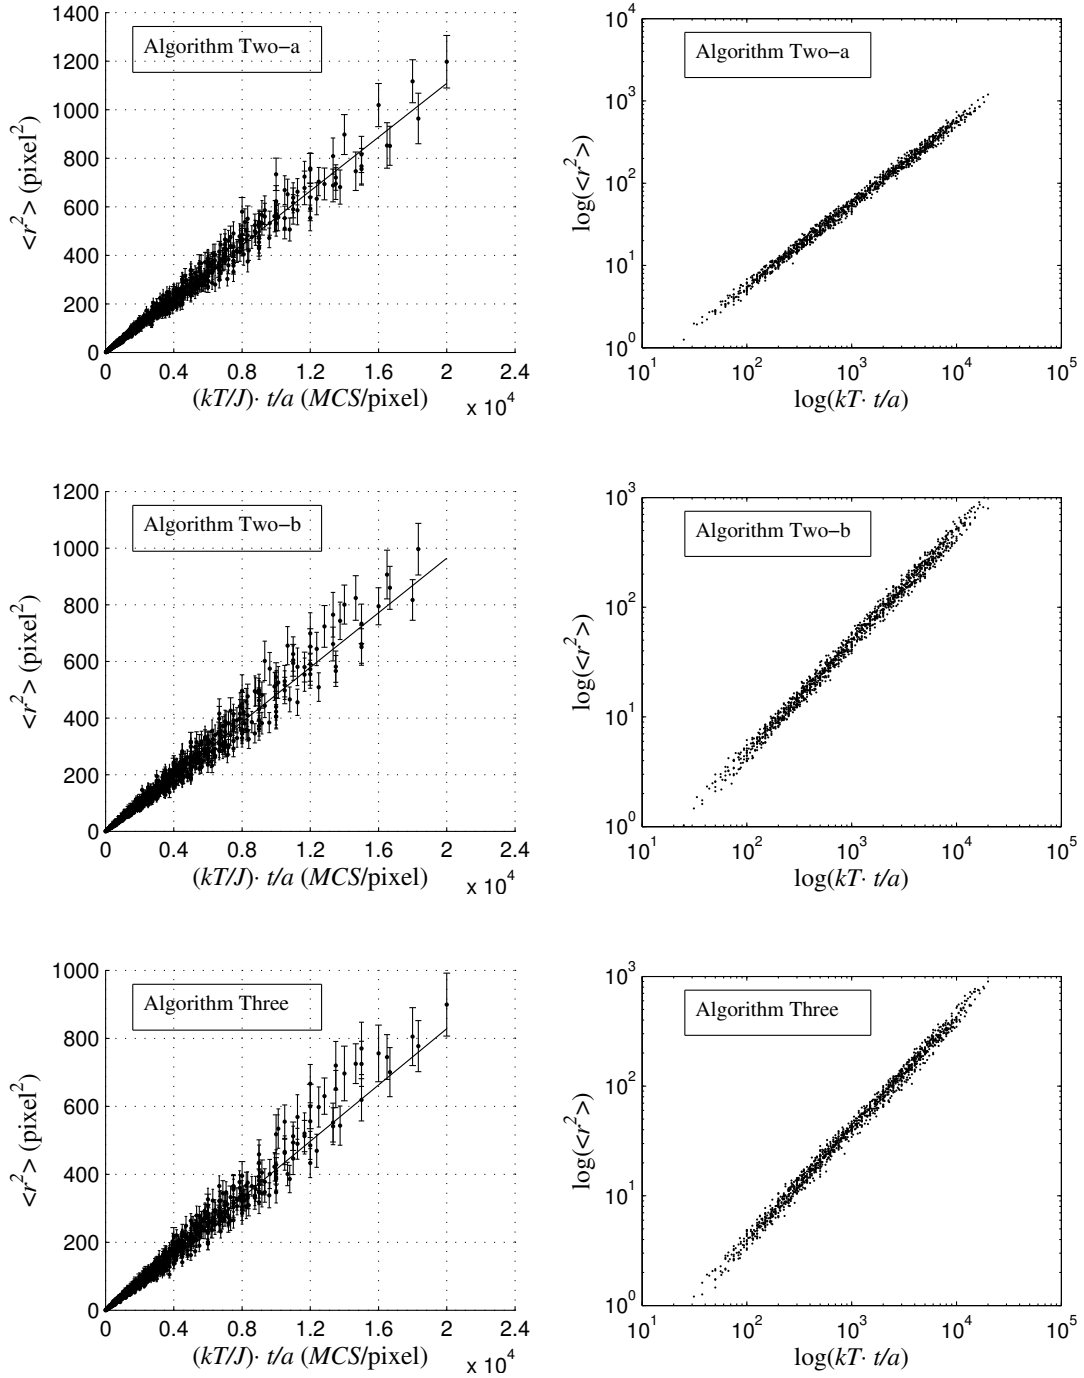 1400
1200
1000
800
600
400
200
0
<r²> (pixel²)
Algorithm Two−a
0 0.4 0.8 1.2 1.6 2 2.4
(kT/J)· t/a (MCS/pixel)
x 10⁴
10⁴
10³
10²
10¹
10⁰
log(<r²>)
Algorithm Two−a
10¹ 10² 10³ 10⁴ 10⁵
log(kT· t/a)
1200
1000
800
600
400
200
0
<r²> (pixel²)
Algorithm Two−b
0 0.4 0.8 1.2 1.6 2 2.4
(kT/J)· t/a (MCS/pixel)
x 10⁴
10³
10²
10¹
10⁰
log(<r²>)
Algorithm Two−b
10¹ 10² 10³ 10⁴ 10⁵
log(kT· t/a)
1000
800
600
400
200
0
<r²> (pixel²)
Algorithm Three
0 0.4 0.8 1.2 1.6 2 2.4
(kT/J)· t/a (MCS/pixel)
x 10⁴
10³
10²
10¹
10⁰
log(<r²>)
Algorithm Three
10¹ 10² 10³ 10⁴ 10⁵
log(kT· t/a)